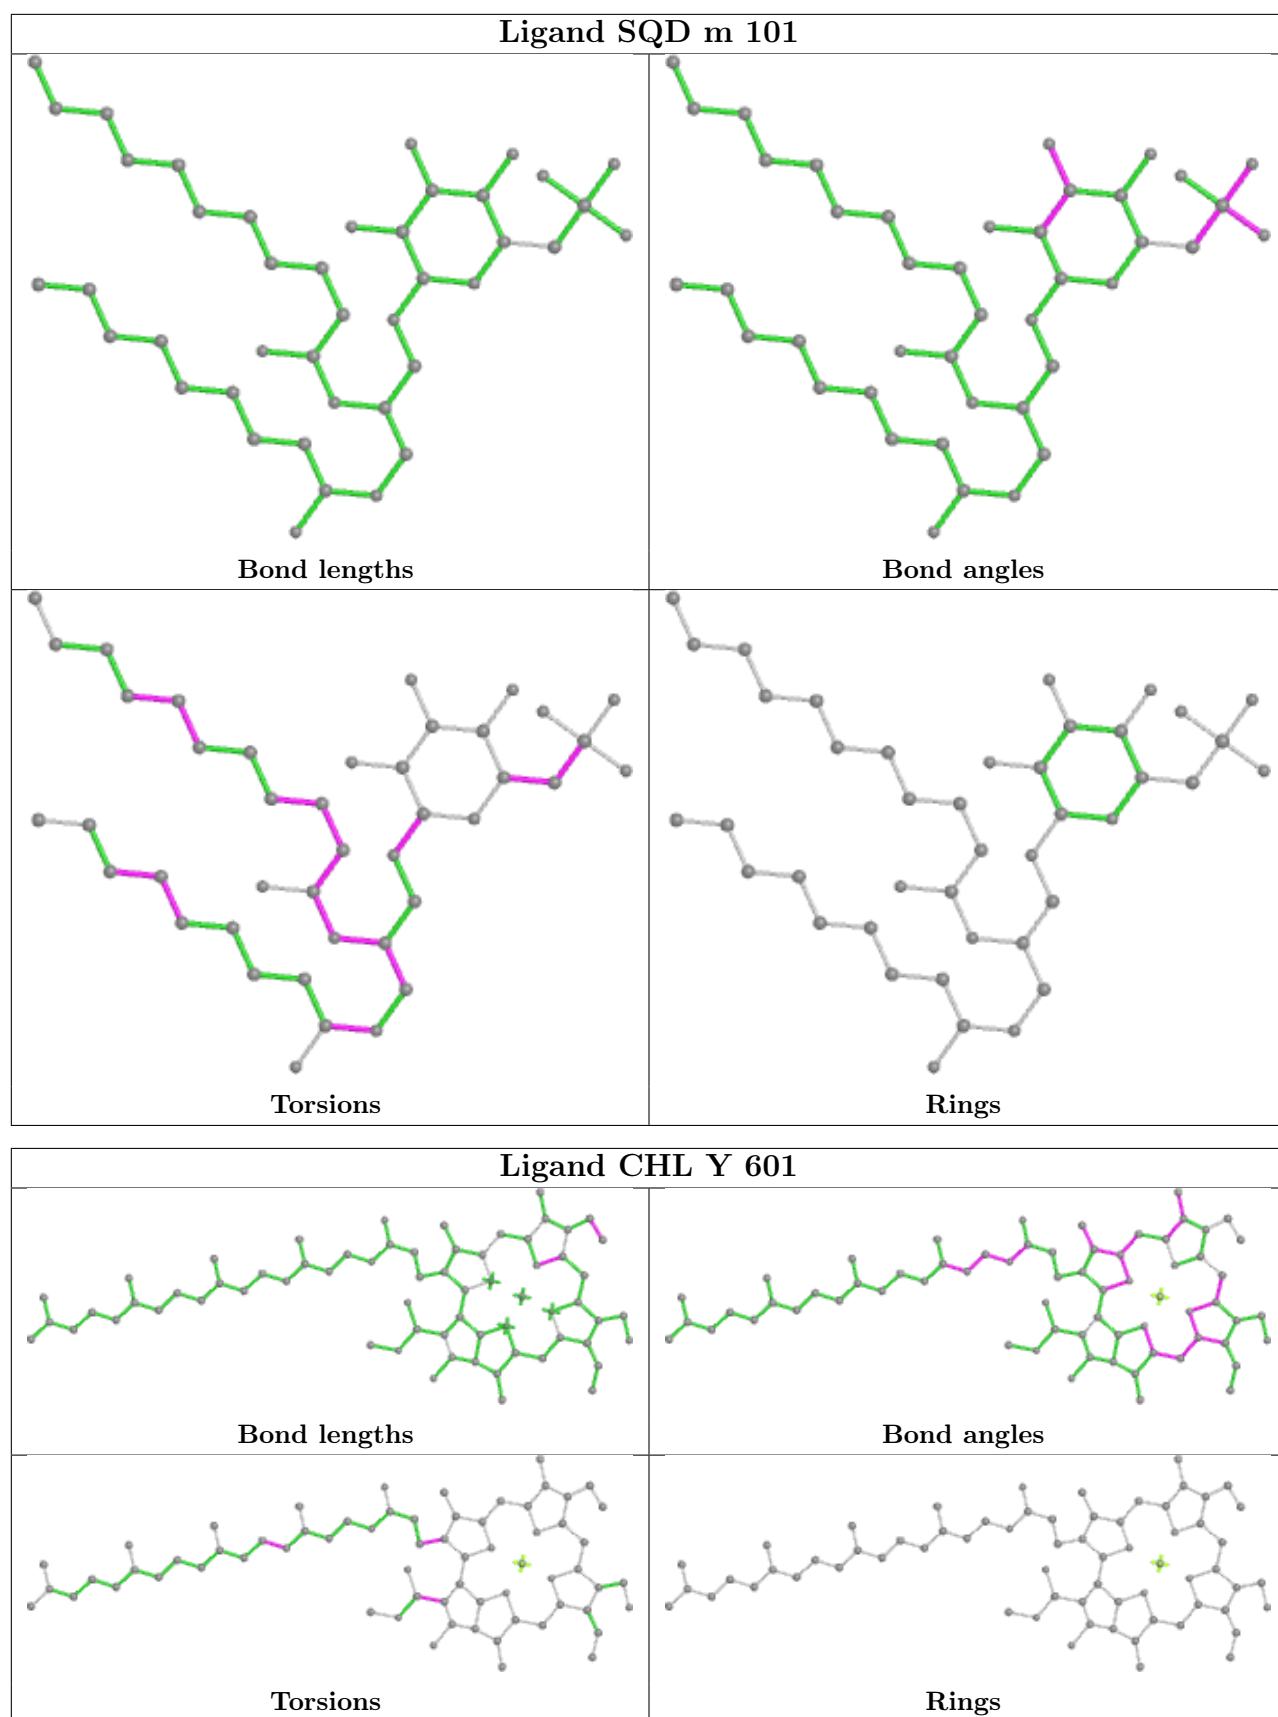 Ligand SQD m 101
Bond lengths
Bond angles
Torsions
Rings
Ligand CHL Y 601
Bond lengths
Bond angles
Torsions
Rings